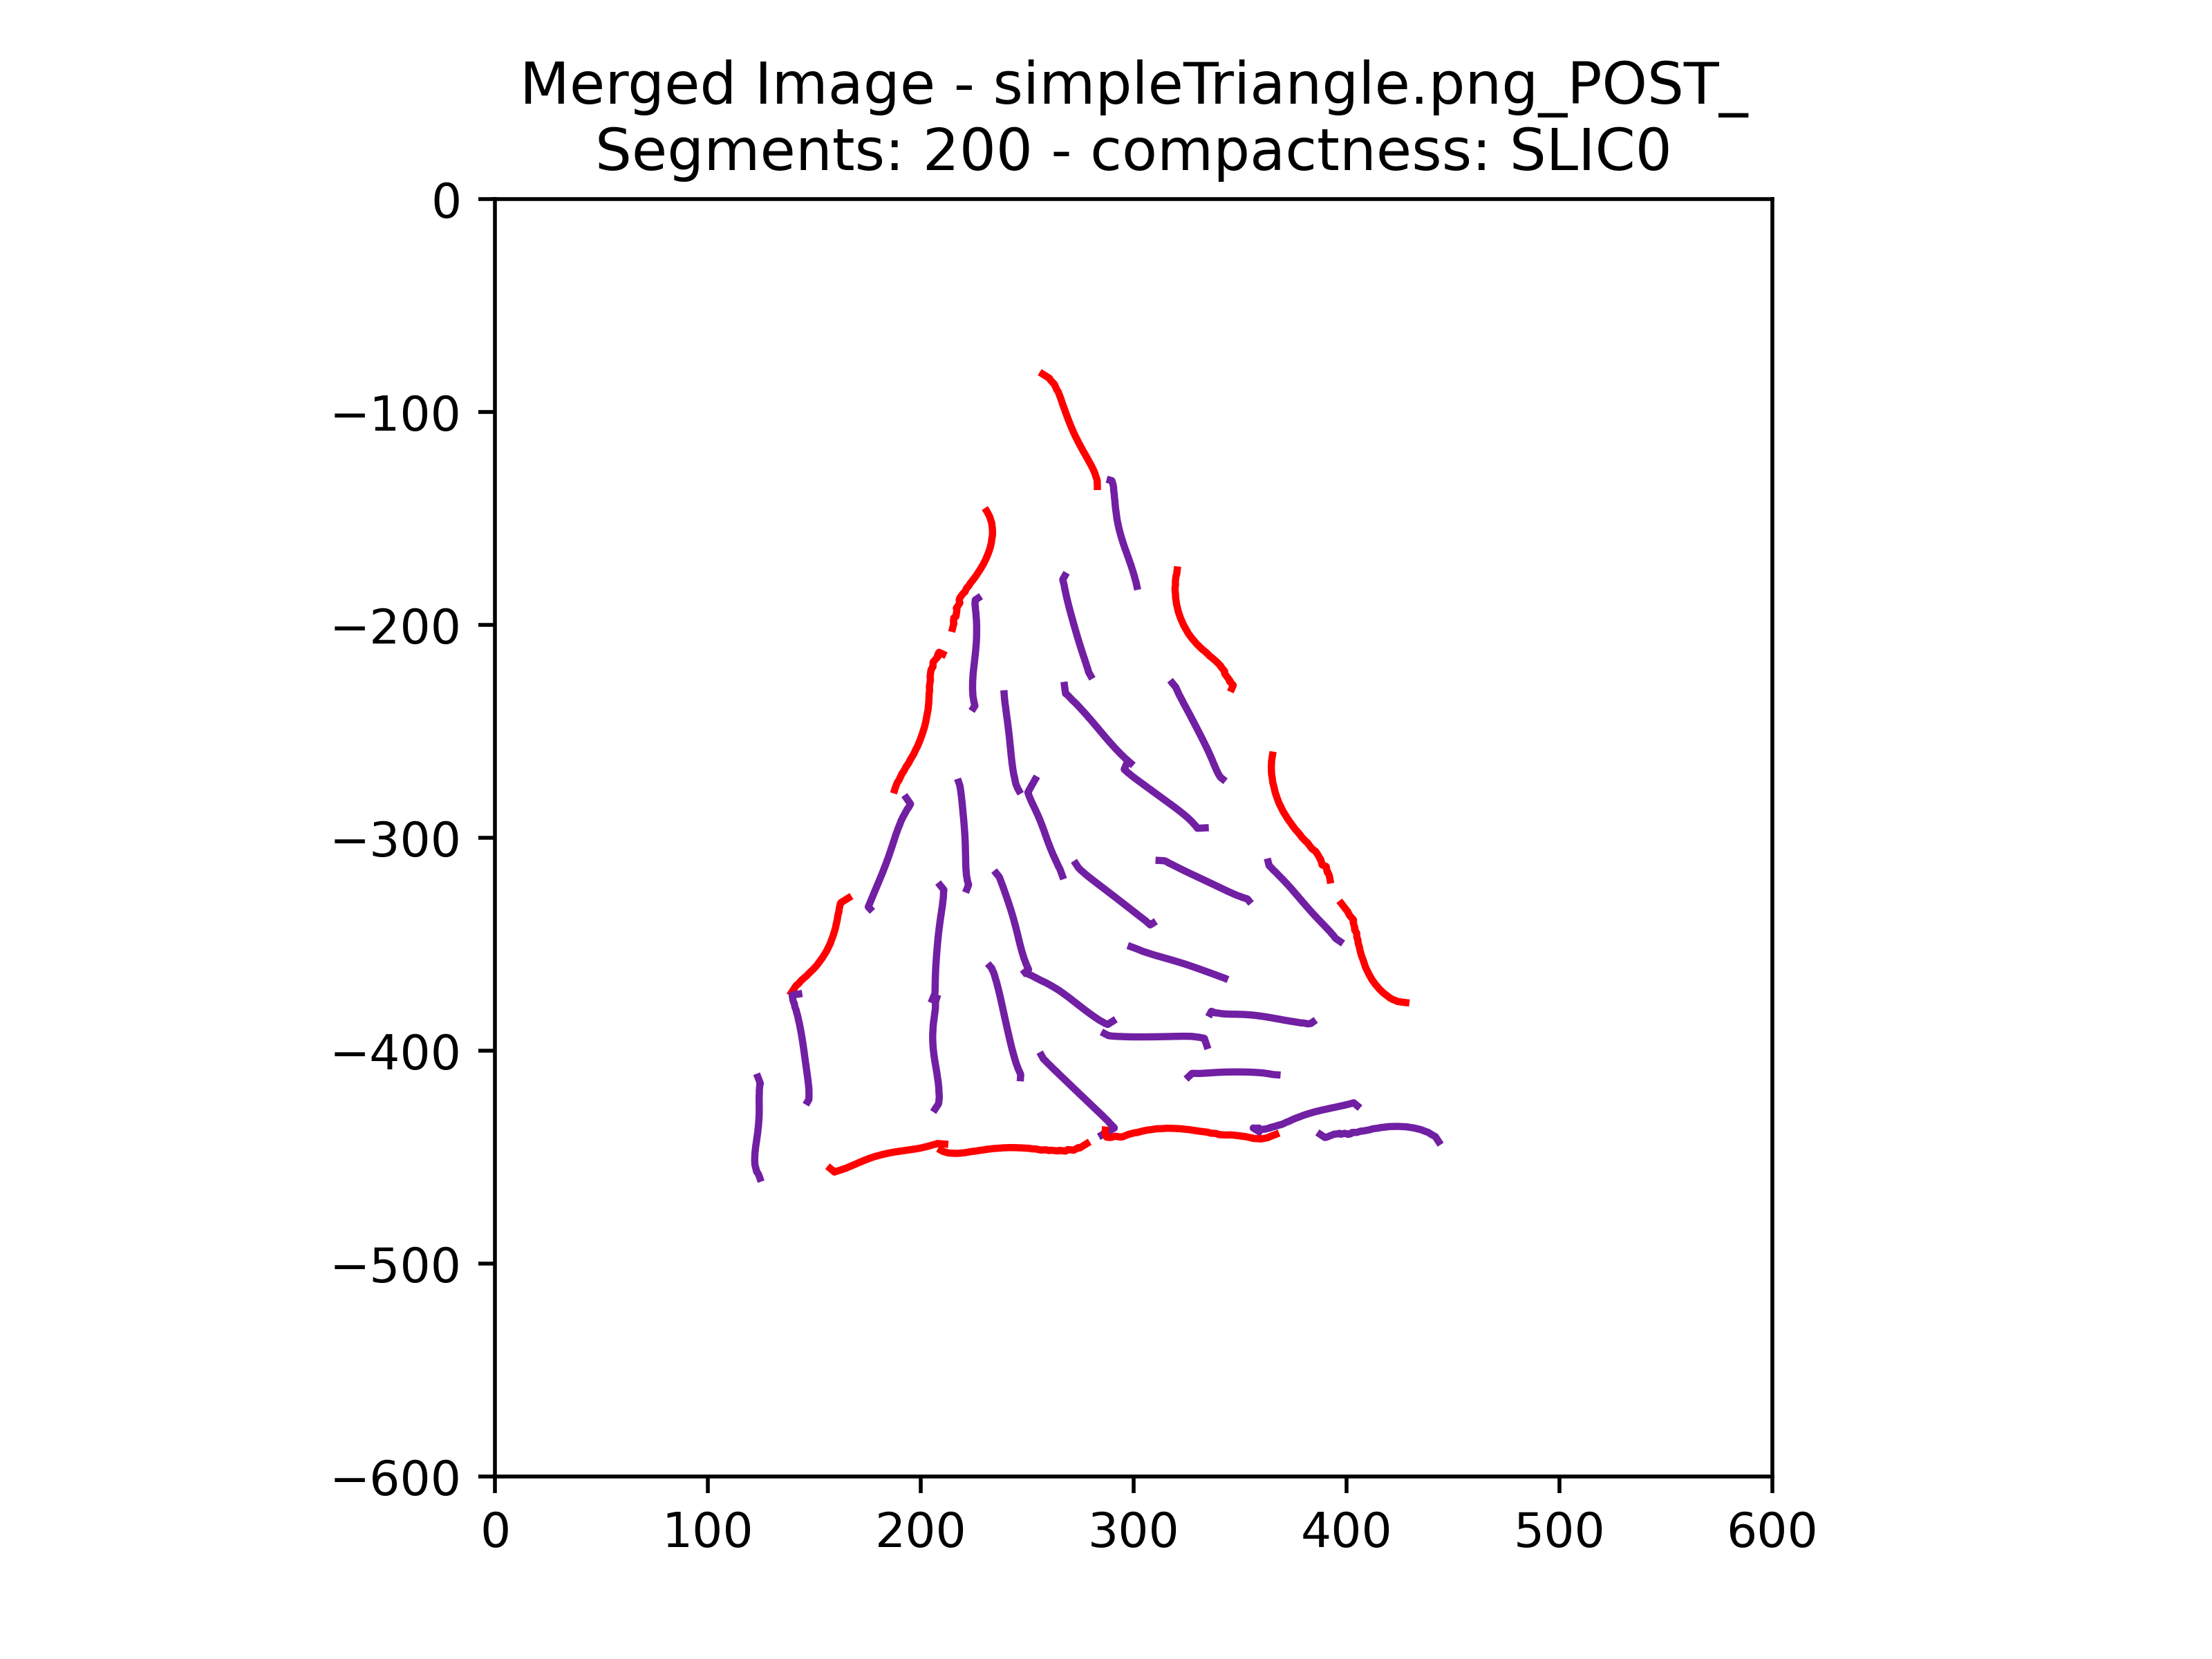 Merged Image - simpleTriangle.png_POST_
Segments: 200 - compactness: SLIC0
0
−100
−200
−300
−400
−500
−600
0 100 200 300 400 500 600